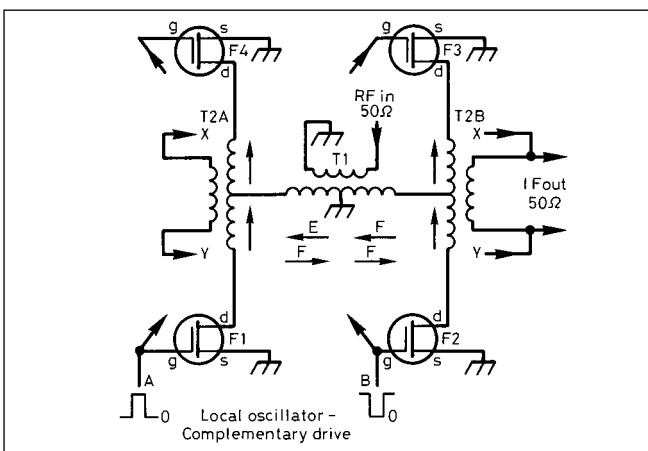 g s g s
F4 F3
d d
RF in
50Ω
T2A T2B
X X
T1
I Fout
50Ω
E F
Y F F Y
d d
F1 F2
g s g s
A B
0 0
Local oscillator –
Complementary drive